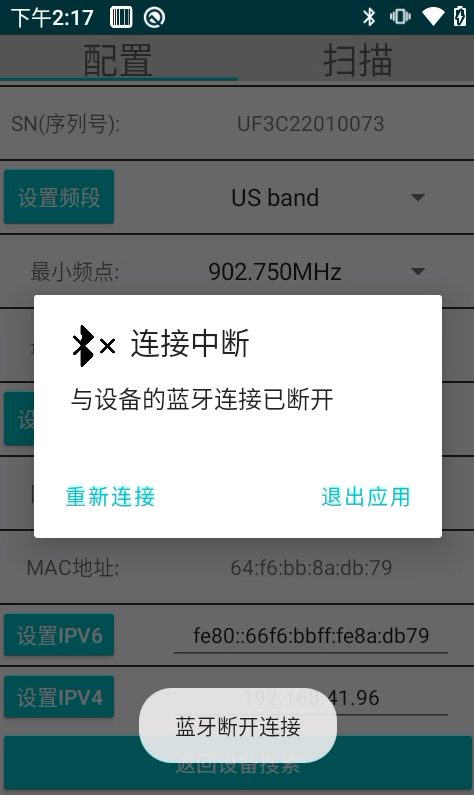 下午2:17
配置 扫描
SN(序列号): UF3C22010073
设置频段 US band
最小频点: 902.750MHz
连接中断
与设备的蓝牙连接已断开
重新连接 退出应用
MAC地址: 64:f6:bb:8a:db:79
设置IPV6 fe80::66f6:bbff:fe8a:db79
设置IPV4 192.168.41.96
蓝牙断开连接
返回设备搜索